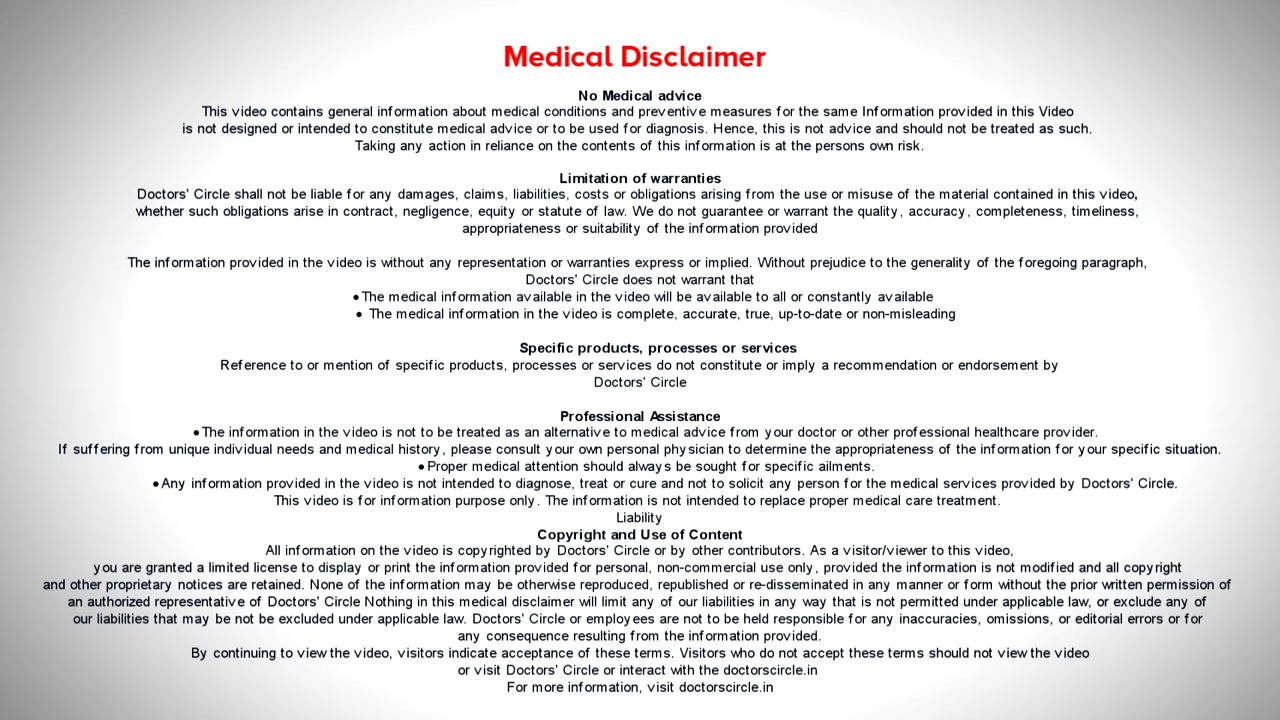 Medical Disclaimer
No Medical advice
This video contains general information about medical conditions and preventive measures for the same Information provided in this Video
is not designed or intended to constitute medical advice or to be used for diagnosis. Hence, this is not advice and should not be treated as such.
Taking any action in reliance on the contents of this information is at the persons own risk.
Limitation of warranties
Doctors' Circle shall not be liable for any damages, claims, liabilities, costs or obligations arising from the use or misuse of the material contained in this video,
whether such obligations arise in contract, negligence, equity or statute of law. We do not guarantee or warrant the quality, accuracy, completeness, timeliness,
appropriateness or suitability of the information provided
The information provided in the video is without any representation or warranties express or implied. Without prejudice to the generality of the foregoing paragraph,
Doctors' Circle does not warrant that
•The medical information available in the video will be available to all or constantly available
• The medical information in the video is complete, accurate, true, up-to-date or non-misleading
Specific products, processes or services
Reference to or mention of specific products, processes or services do not constitute or imply a recommendation or endorsement by
Doctors' Circle
Professional Assistance
•The information in the video is not to be treated as an alternative to medical advice from your doctor or other professional healthcare provider.
If suffering from unique individual needs and medical history, please consult your own personal physician to determine the appropriateness of the information for your specific situation.
•Proper medical attention should always be sought for specific ailments.
•Any information provided in the video is not intended to diagnose, treat or cure and not to solicit any person for the medical services provided by Doctors' Circle.
This video is for information purpose only. The information is not intended to replace proper medical care treatment.
Liability
Copyright and Use of Content
All information on the video is copyrighted by Doctors' Circle or by other contributors. As a visitor/viewer to this video,
you are granted a limited license to display or print the information provided for personal, non-commercial use only, provided the information is not modified and all copyright
and other proprietary notices are retained. None of the information may be otherwise reproduced, republished or re-disseminated in any manner or form without the prior written permission of
an authorized representative of Doctors' Circle Nothing in this medical disclaimer will limit any of our liabilities in any way that is not permitted under applicable law, or exclude any of
our liabilities that may be not be excluded under applicable law. Doctors' Circle or employees are not to be held responsible for any inaccuracies, omissions, or editorial errors or for
any consequence resulting from the information provided.
By continuing to view the video, visitors indicate acceptance of these terms. Visitors who do not accept these terms should not view the video
or visit Doctors' Circle or interact with the doctorscircle.in
For more information, visit doctorscircle.in